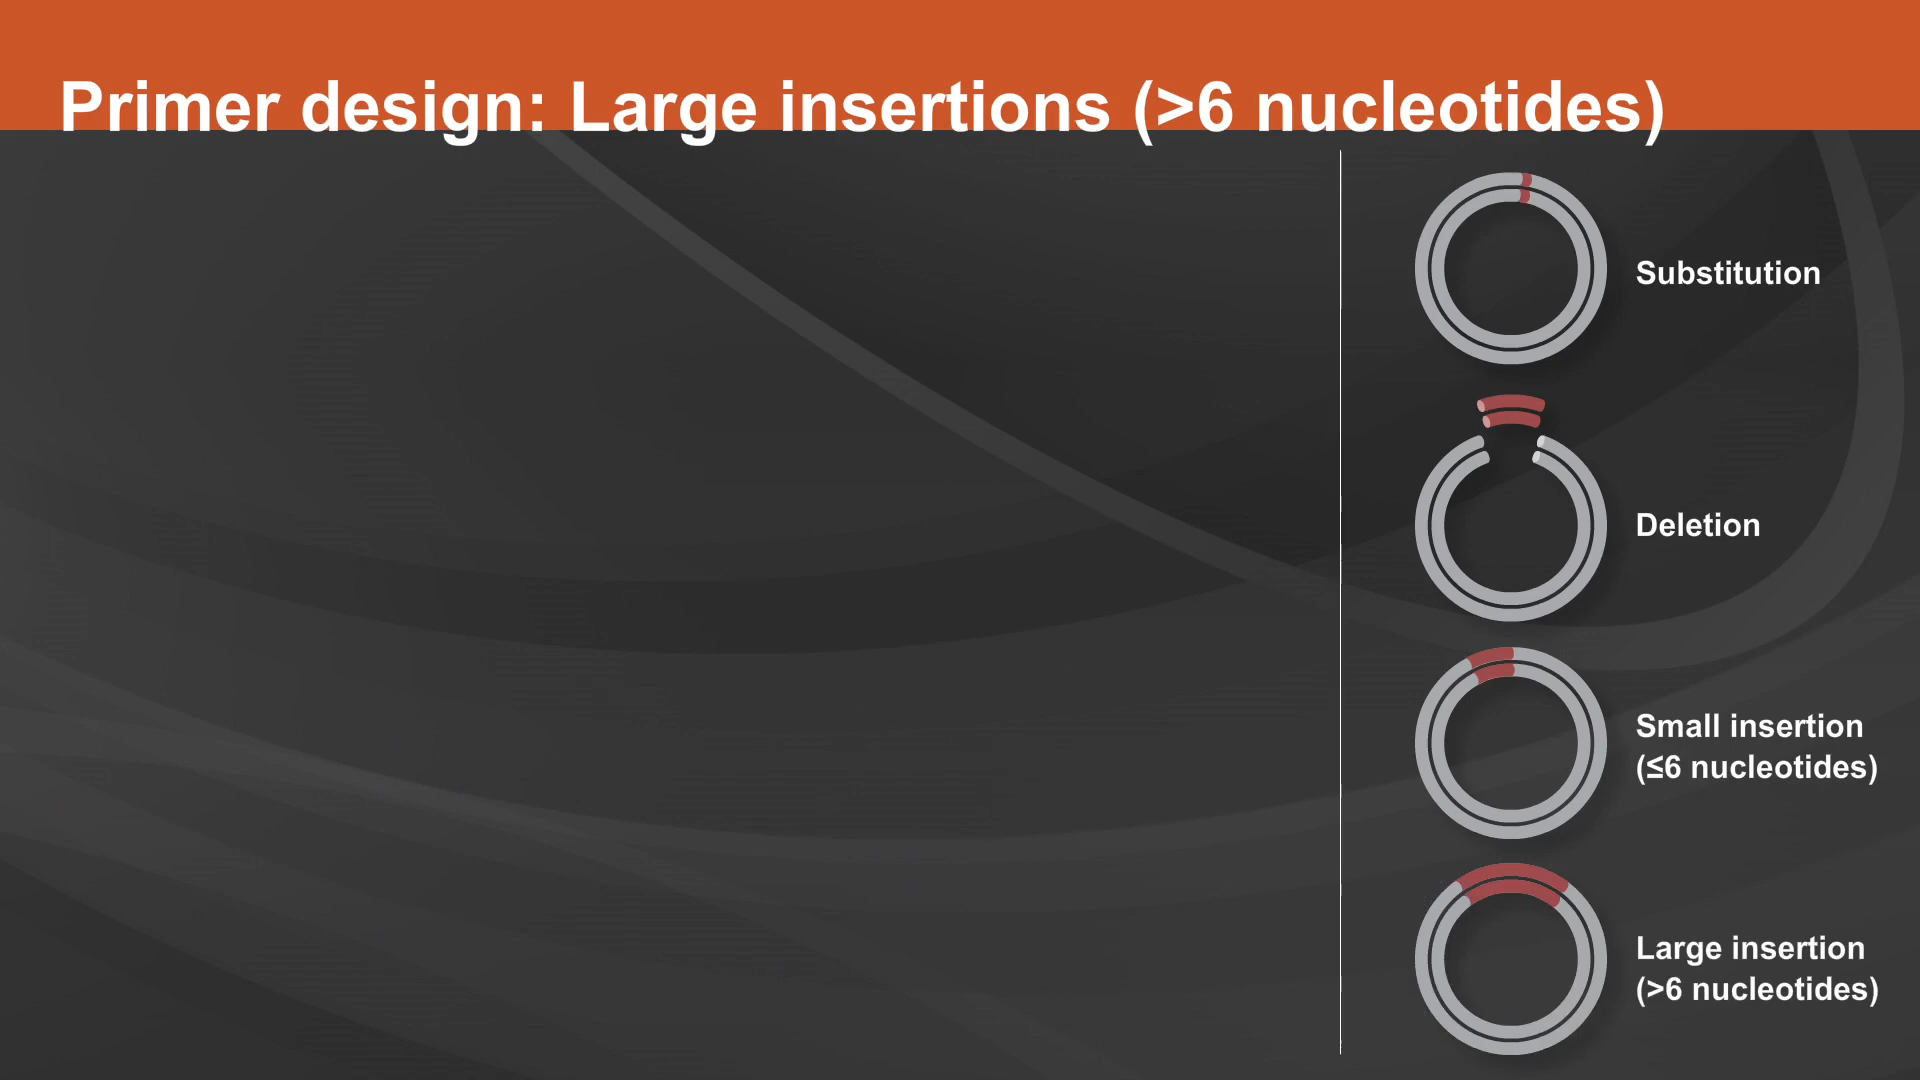 Primer design: Large insertions (>6 nucleotides)
Substitution
Deletion
Small insertion
(≤6 nucleotides)
Large insertion
(>6 nucleotides)